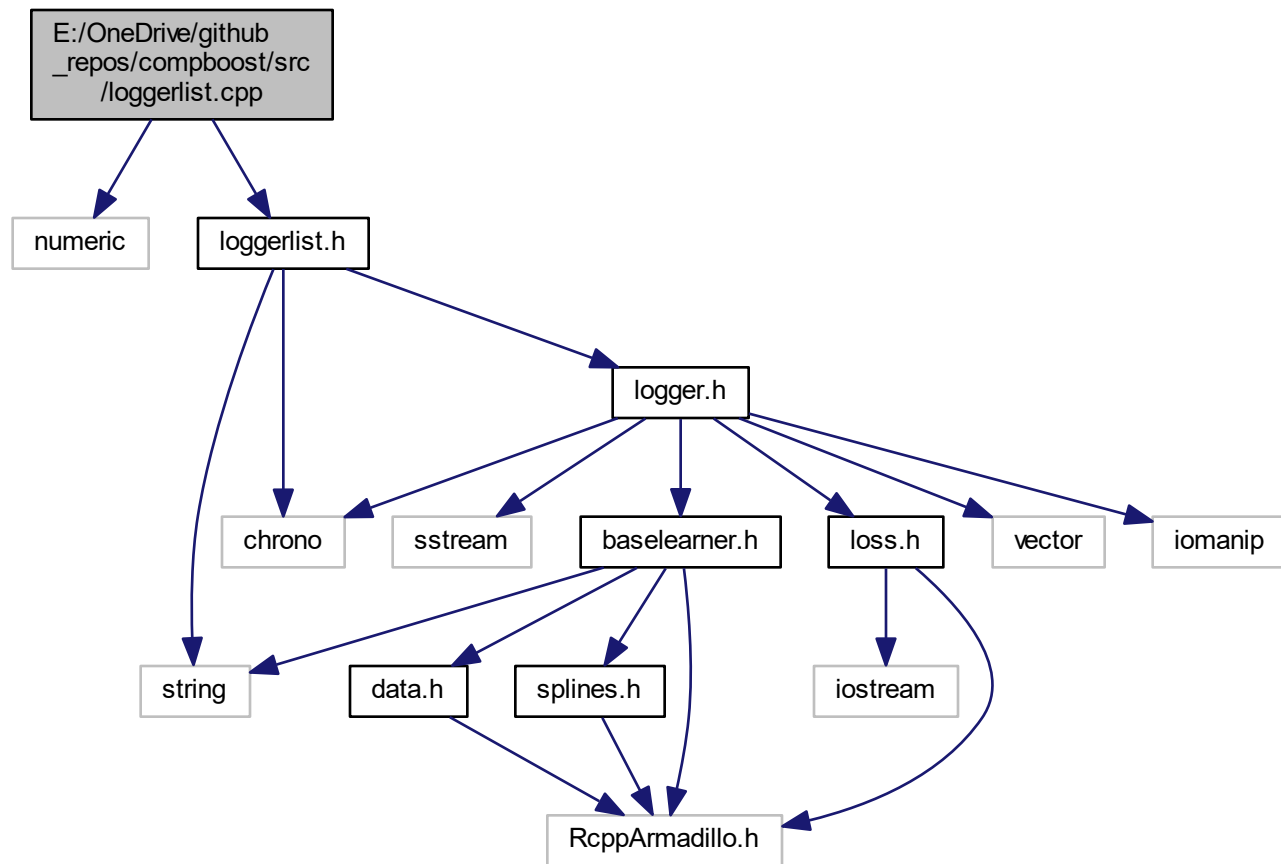 E:/OneDrive/github
_repos/compboost/src
/loggerlist.cpp
numeric
loggerlist.h
logger.h
chrono
sstream
baselearner.h
loss.h
vector
iomanip
string
data.h
splines.h
iostream
RcppArmadillo.h